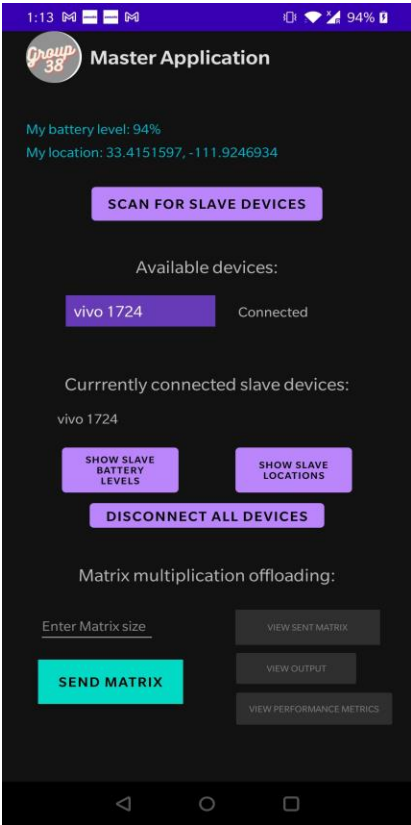 1:13 94%
Group
38
Master Application
My battery level: 94%
My location: 33.4151597, -111.9246934
SCAN FOR SLAVE DEVICES
Available devices:
vivo 1724 Connected
Currrently connected slave devices:
vivo 1724
SHOW SLAVE
BATTERY
LEVELS
SHOW SLAVE
LOCATIONS
DISCONNECT ALL DEVICES
Matrix multiplication offloading:
Enter Matrix size
VIEW SENT MATRIX
SEND MATRIX
VIEW OUTPUT
VIEW PERFORMANCE METRICS